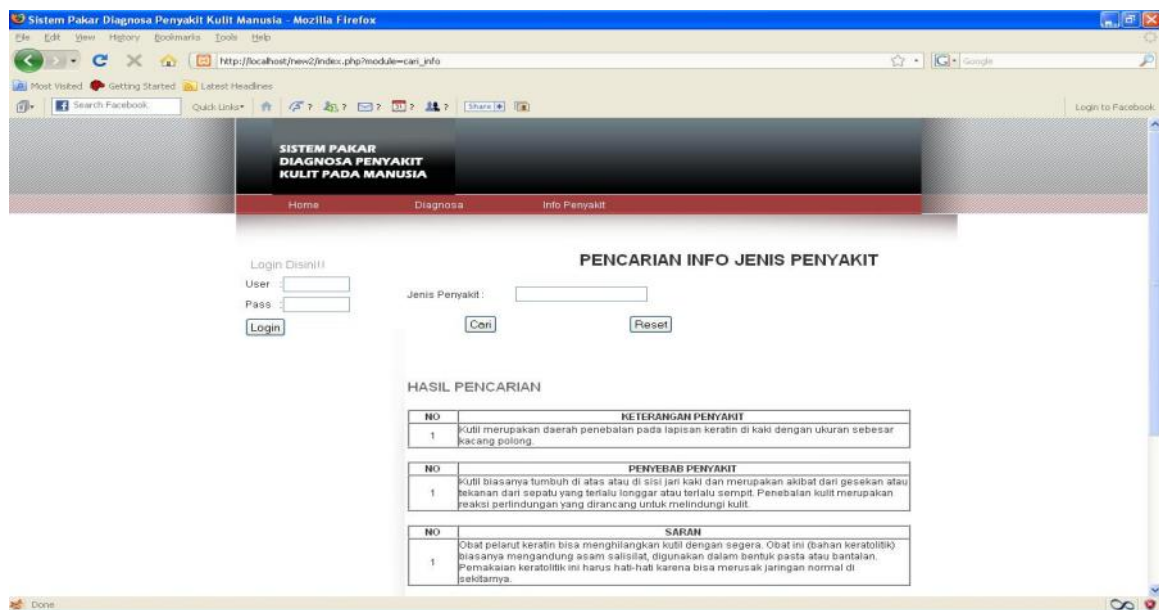 Sistem Pakar Diagnosa Penyakit Kulit Manusia - Mozilla Firefox
File Edit View History Bookmarks Tools Help
http://localhost/new2/index.php?module=cari_info
Google
Most Visited Getting Started Latest Headlines
Search Facebook Quick Links ? ? ? ? ? Share Login to Facebook
SISTEM PAKAR
DIAGNOSA PENYAKIT
KULIT PADA MANUSIA
Home Diagnosa Info Penyakit
PENCARIAN INFO JENIS PENYAKIT
Login Disini!!
User :
Pass :
Login
Jenis Penyakit :
Cari Reset
HASIL PENCARIAN
NO KETERANGAN PENYAKIT
1 Kutil merupakan daerah penebalan pada lapisan keratin di kaki dengan ukuran sebesar
kacang polong.
NO PENYEBAB PENYAKIT
1 Kutil biasanya tumbuh di atas atau di sisi jari kaki dan merupakan akibat dari gesekan atau
tekanan dari sepatu yang terlalu longgar atau terlalu sempit. Penebalan kulit merupakan
reaksi perlindungan yang dirancang untuk melindungi kulit.
NO SARAN
1 Obat pelarut keratin bisa menghilangkan kutil dengan segera. Obat ini (bahan keratolitik)
biasanya mengandung asam salisilat, digunakan dalam bentuk pasta atau bantalan.
Pemakaian keratolitik ini harus hati-hati karena bisa merusak jaringan normal di
sekitarnya.
Done